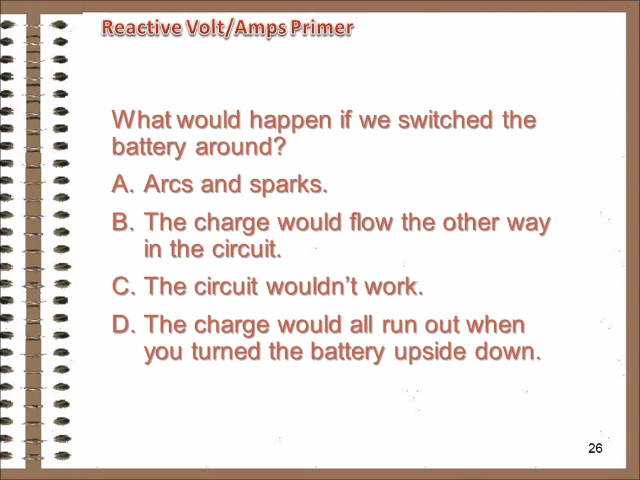 Reactive Volt/Amps Primer
What would happen if we switched the
battery around?
A. Arcs and sparks.
B. The charge would flow the other way
in the circuit.
C. The circuit wouldn’t work.
D. The charge would all run out when
you turned the battery upside down.
26